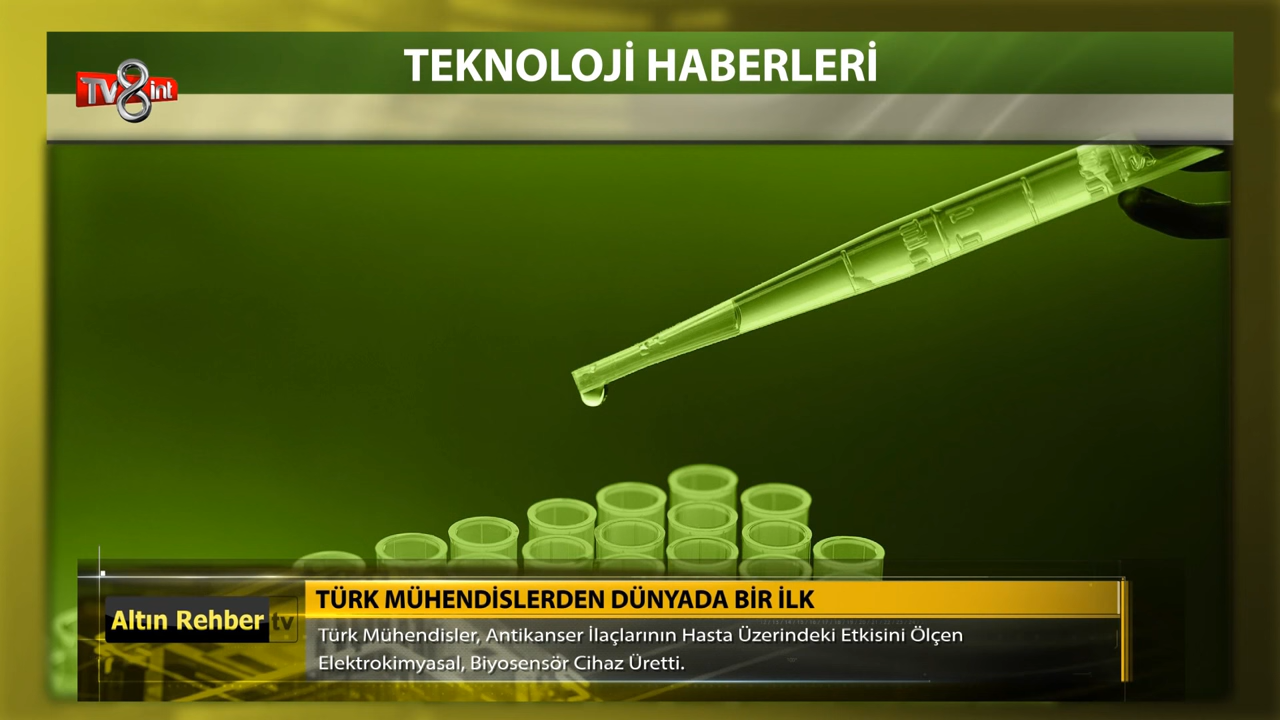 TEKNOLOJİ HABERLERİ
TV8int
TÜRK MÜHENDİSLERDEN DÜNYADA BİR İLK
Altın Rehber tv
Türk Mühendisler, Antikanser İlaçlarının Hasta Üzerindeki Etkisini Ölçen
Elektrokimyasal, Biyosensör Cihaz Üretti.